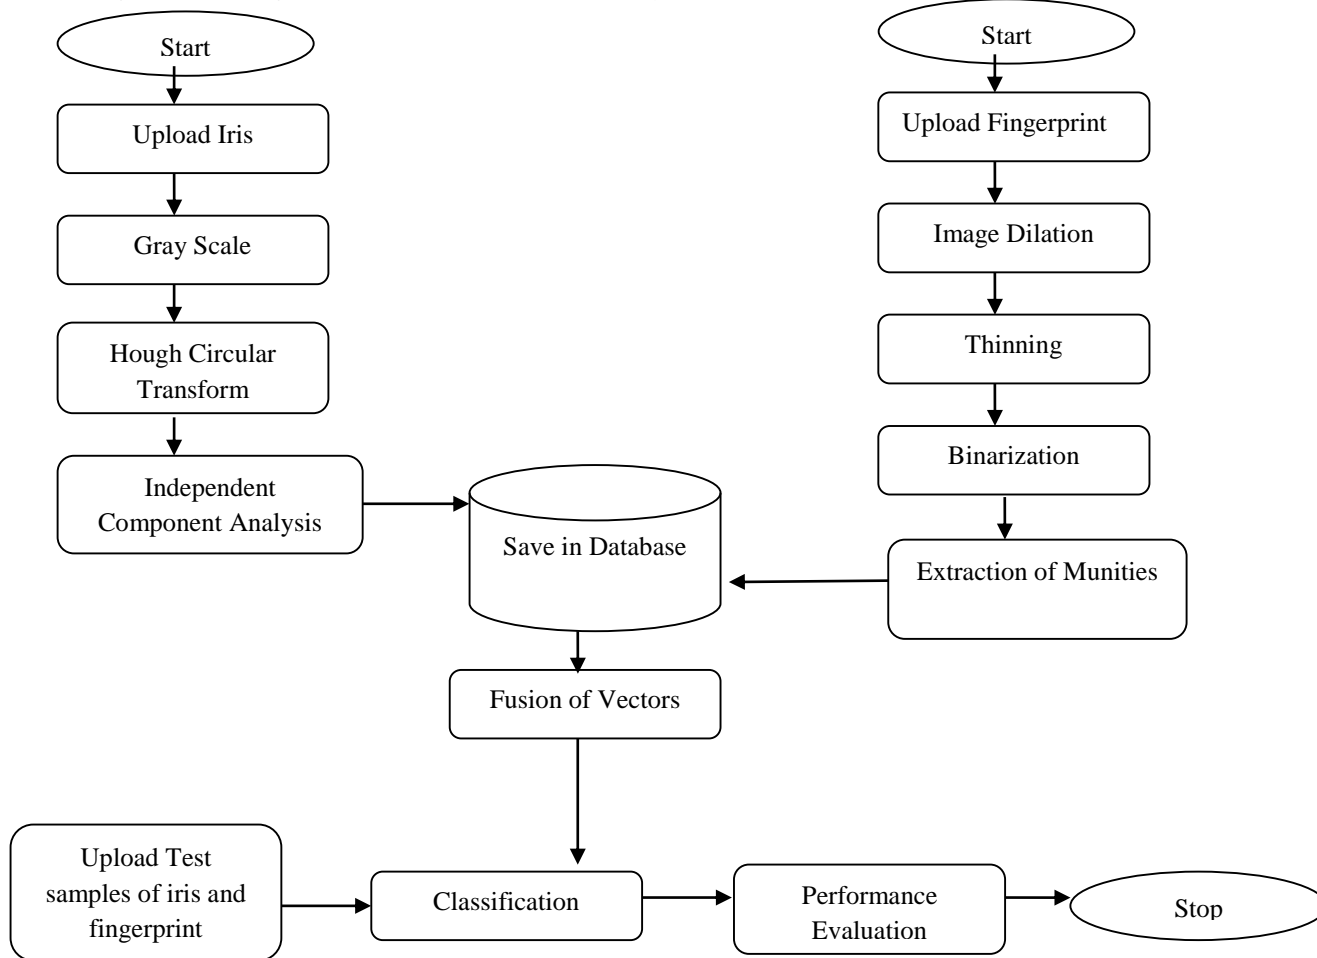 Start
Upload Iris
Gray Scale
Hough Circular
Transform
Independent
Component Analysis
Start
Upload Fingerprint
Image Dilation
Thinning
Binarization
Extraction of Munities
Save in Database
Fusion of Vectors
Upload Test
samples of iris and
fingerprint
Classification
Performance
Evaluation
Stop